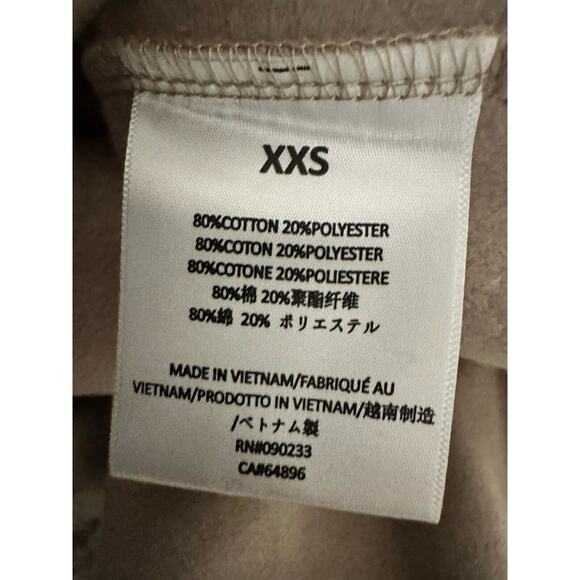 XXS
80%COTTON 20%POLYESTER
80%COTON 20%POLYESTER
80%COTONE 20%POLIESTERE
80%棉 20%聚酯纤维
80%綿 20% ポリエステル
MADE IN VIETNAM/FABRIQUÉ AU
VIETNAM/PRODOTTO IN VIETNAM/越南制造
/ベトナム製
RN#090233
CA#64896